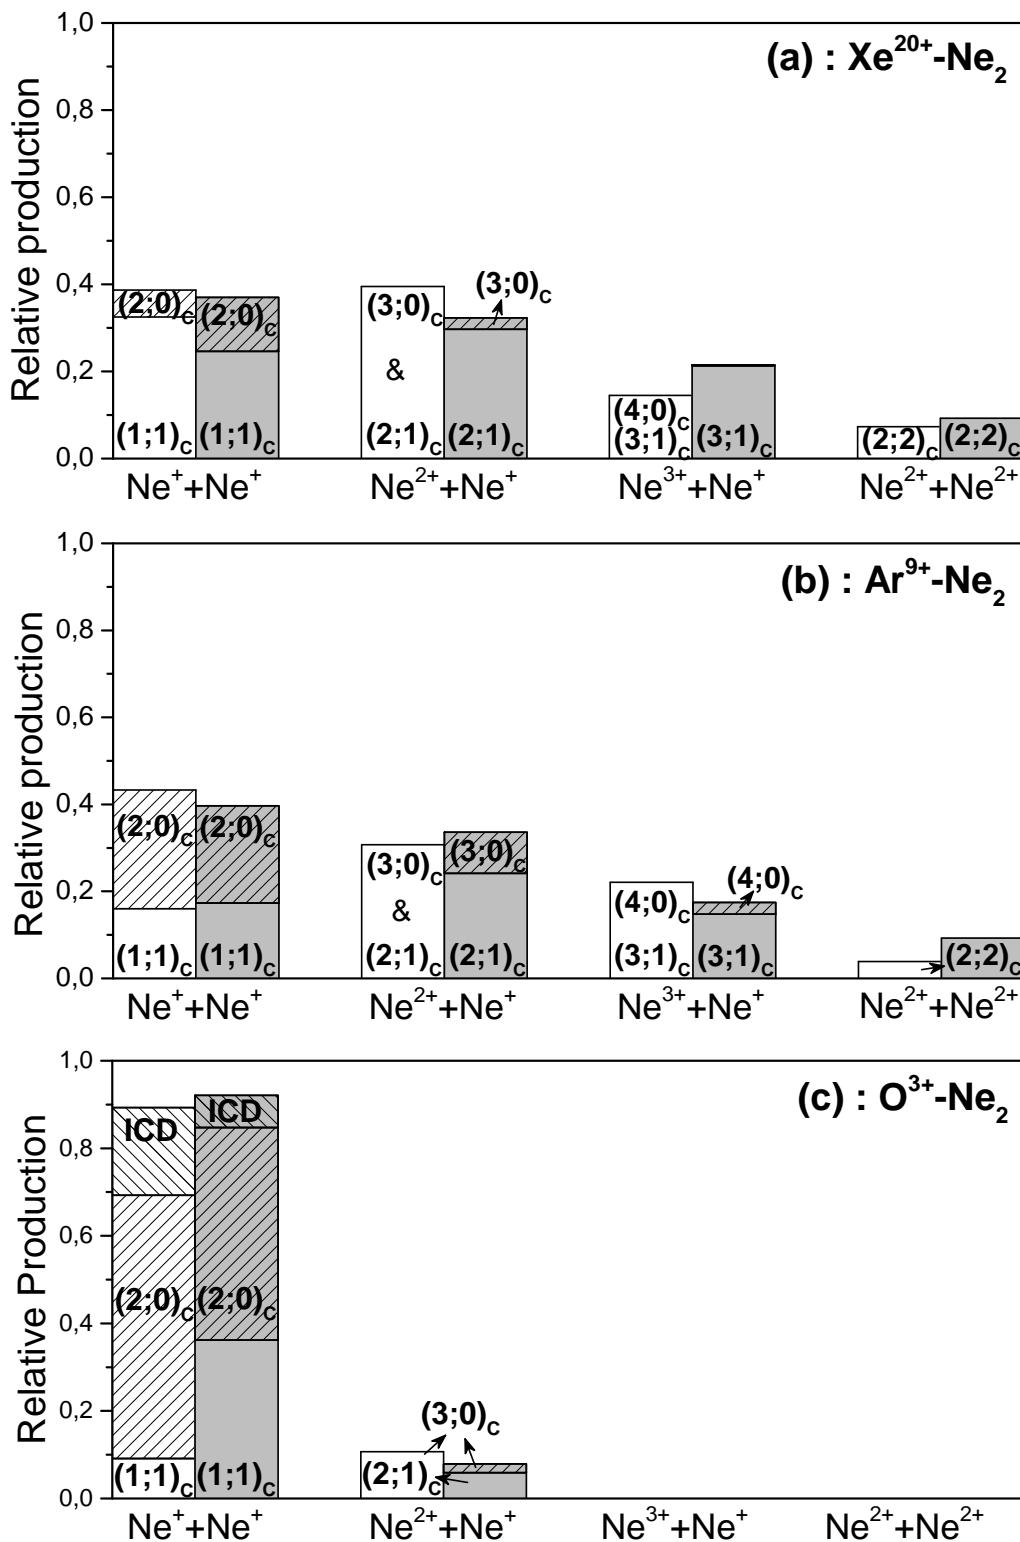 (a) : Xe²⁰⁺-Ne₂
Relative production
1,0
0,8
0,6
0,4
0,2
0,0
(2;0)C
(2;0)C
(1;1)C
(1;1)C
(3;0)C
&
(2;1)C
(3;0)C
(2;1)C
(4;0)C
(3;1)C
(3;1)C
(2;2)C
(2;2)C
Ne⁺+Ne⁺
Ne²⁺+Ne⁺
Ne³⁺+Ne⁺
Ne²⁺+Ne²⁺
(b) : Ar⁹⁺-Ne₂
Relative production
1,0
0,8
0,6
0,4
0,2
0,0
(2;0)C
(2;0)C
(1;1)C
(1;1)C
(3;0)C
&
(2;1)C
(3;0)C
(2;1)C
(4;0)C
(3;1)C
(4;0)C
(3;1)C
(2;2)C
Ne⁺+Ne⁺
Ne²⁺+Ne⁺
Ne³⁺+Ne⁺
Ne²⁺+Ne²⁺
(c) : O³⁺-Ne₂
Relative Production
1,0
0,8
0,6
0,4
0,2
0,0
ICD
ICD
(2;0)C
(2;0)C
(1;1)C
(1;1)C
(3;0)C
(2;1)C
Ne⁺+Ne⁺
Ne²⁺+Ne⁺
Ne³⁺+Ne⁺
Ne²⁺+Ne²⁺